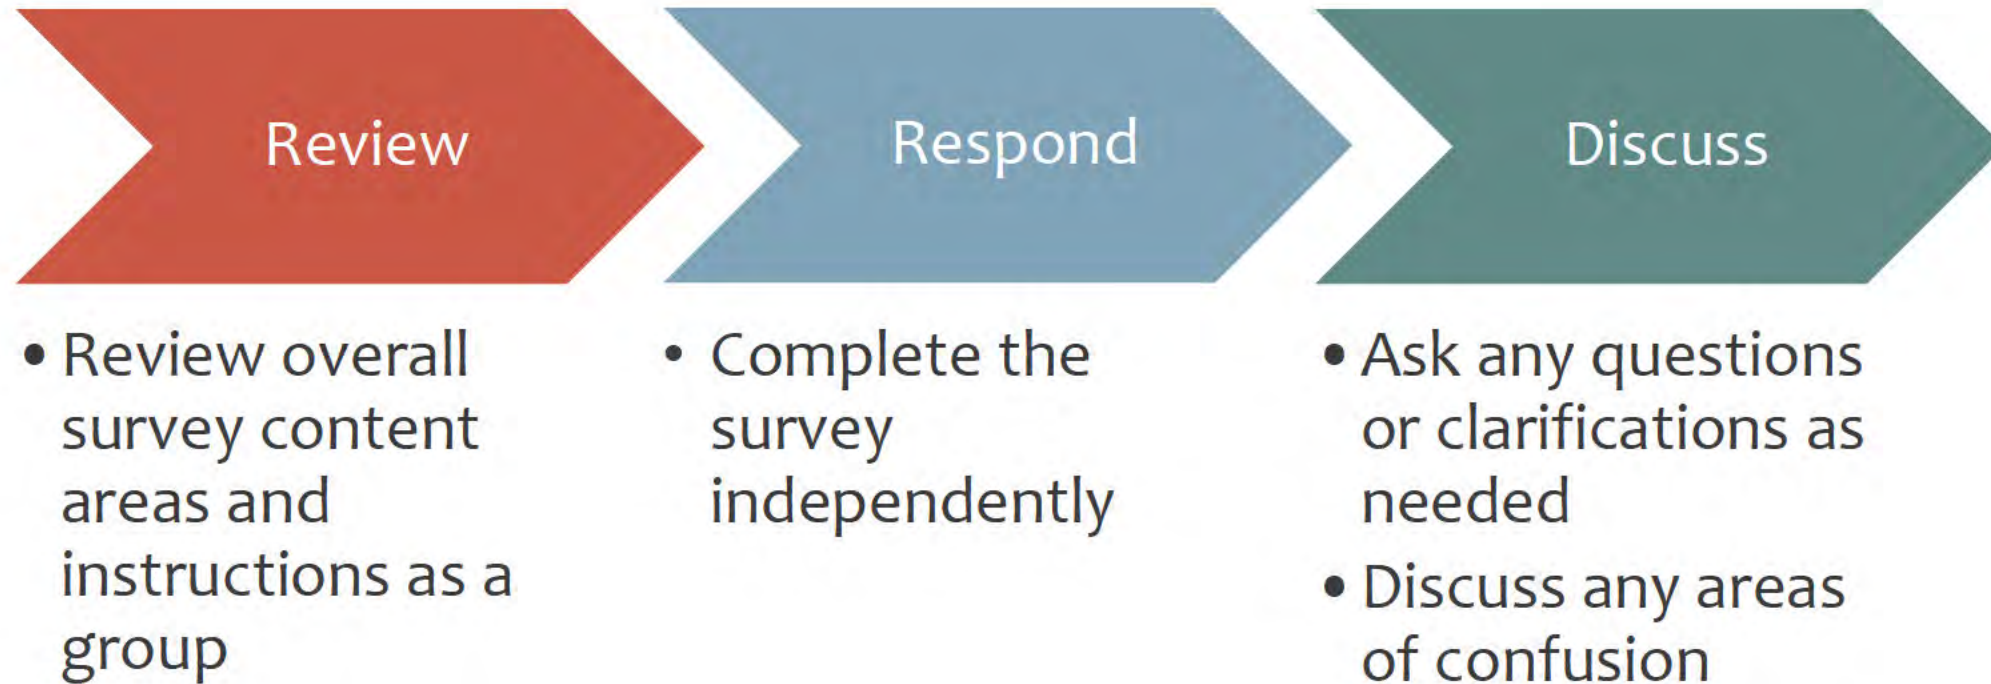 Review
• Review overall
survey content
areas and
instructions as a
group
Respond
• Complete the
survey
independently
Discuss
• Ask any questions
or clarifications as
needed
• Discuss any areas
of confusion